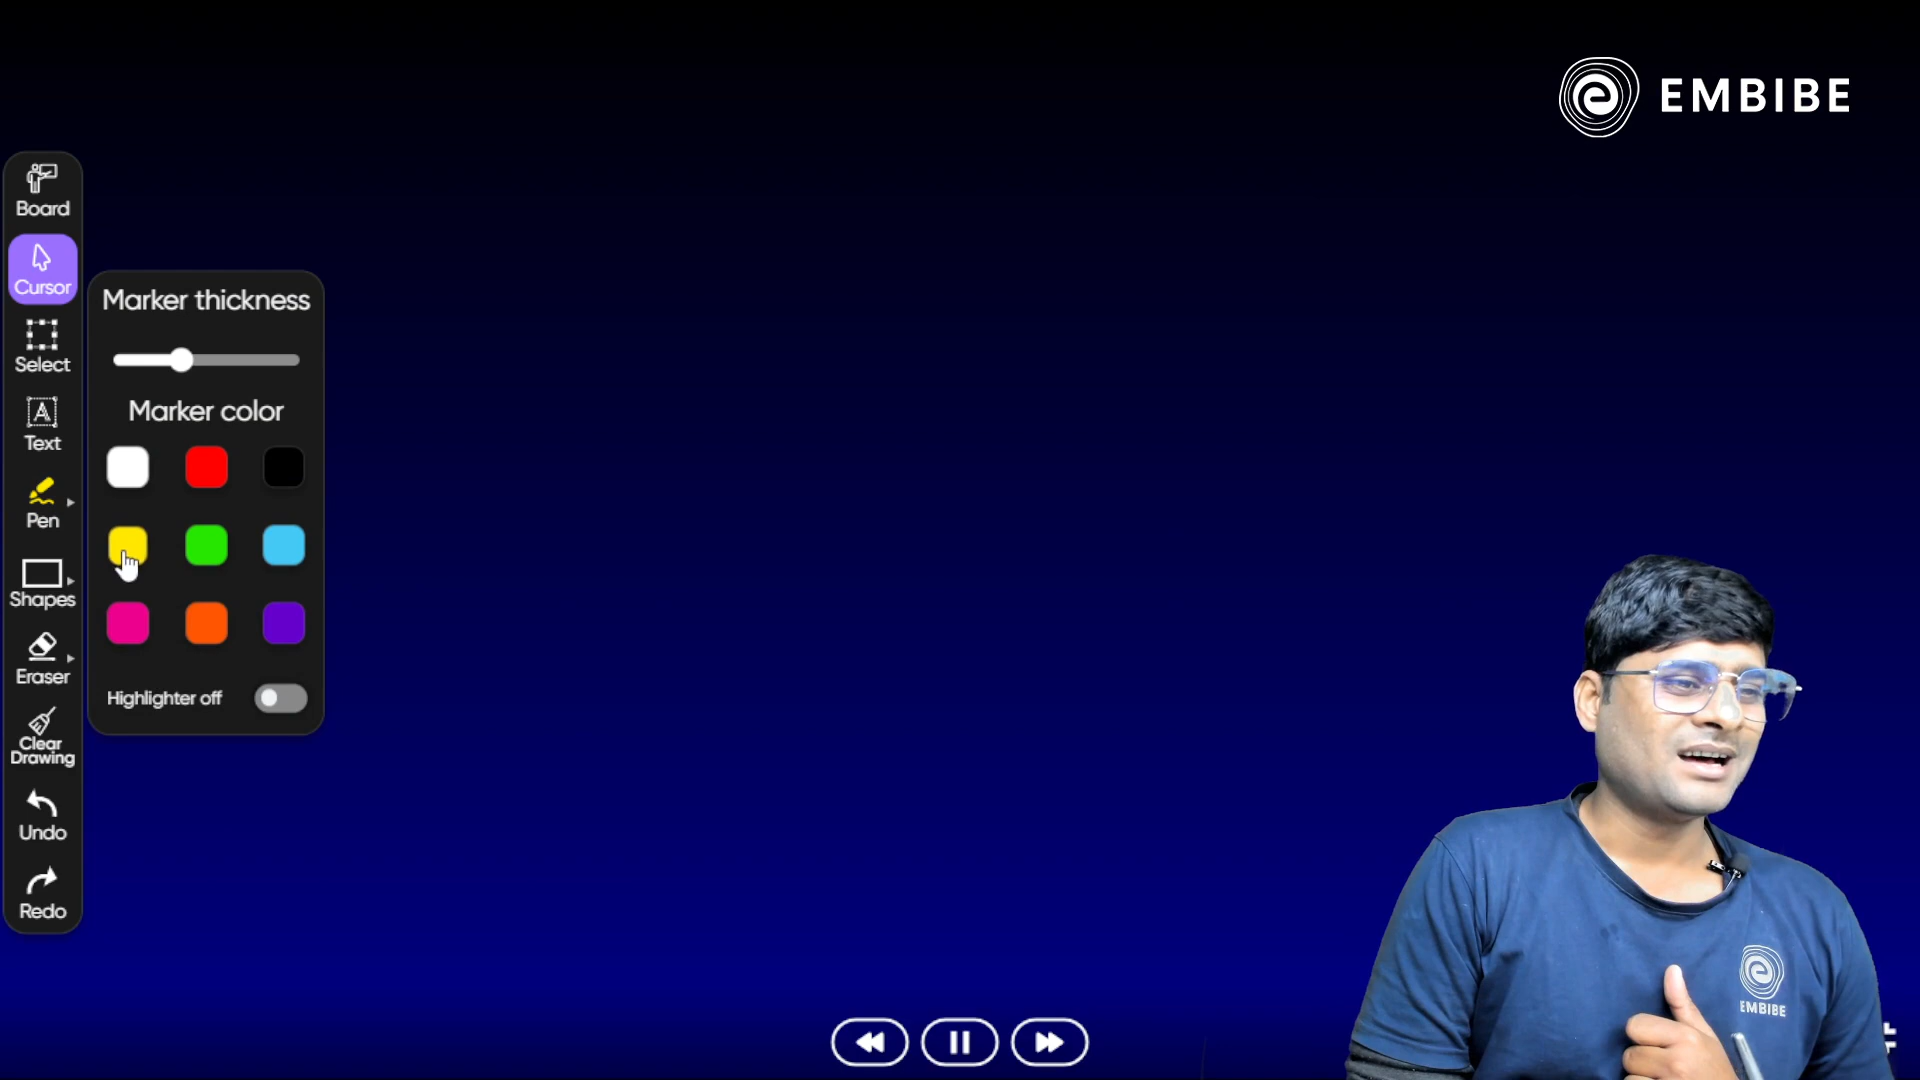 EMBIBE
Board
Cursor
Select
Text
Pen
Shapes
Eraser
Clear
Drawing
Undo
Redo
Marker thickness
Marker color
Highlighter off
EMBIBE